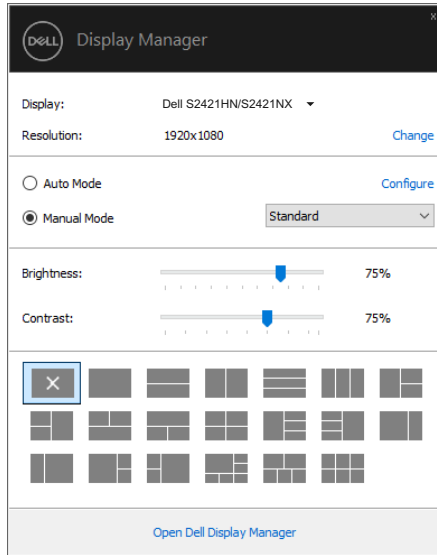 x
DELL Display Manager
Display: Dell S2421HN/S2421NX
Resolution: 1920x1080 Change
Auto Mode Configure
Manual Mode Standard
Brightness: 75%
Contrast: 75%
Open Dell Display Manager